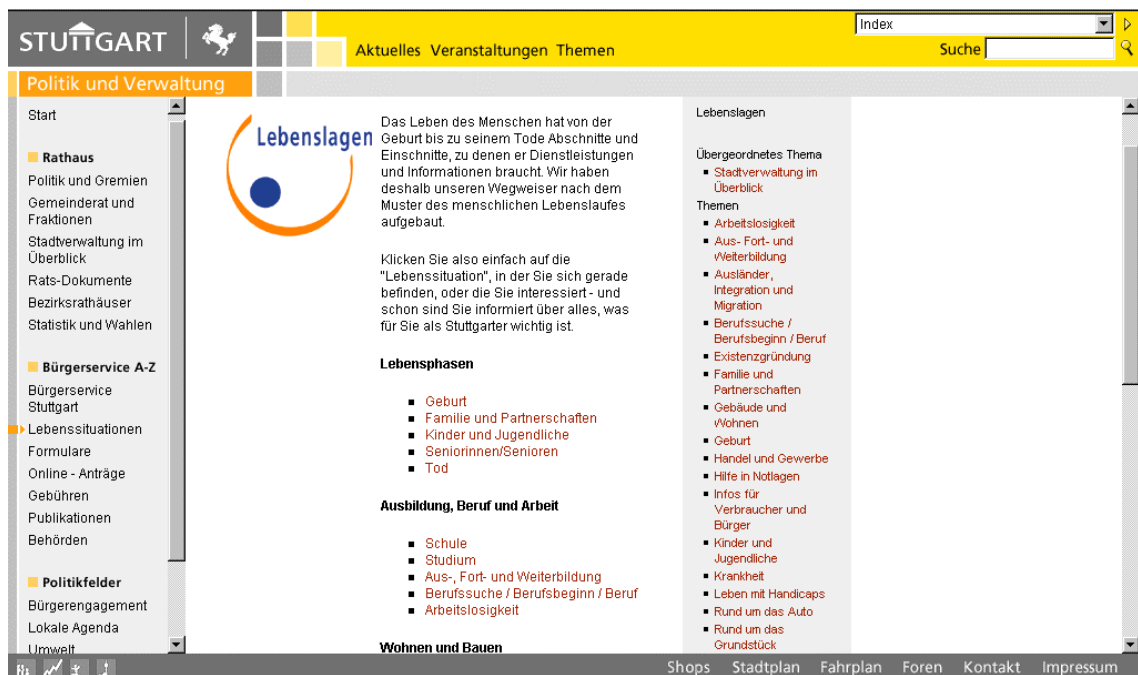 STUTTGART
Index
Aktuelles Veranstaltungen Themen
Suche
Politik und Verwaltung
Start
Rathaus
Politik und Gremien
Gemeinderat und
Fraktionen
Stadtverwaltung im
Überblick
Rats-Dokumente
Bezirksrathäuser
Statistik und Wahlen
Bürgerservice A-Z
Bürgerservice
Stuttgart
Lebenssituationen
Formulare
Online - Anträge
Gebühren
Publikationen
Behörden
Politikfelder
Bürgerengagement
Lokale Agenda
Umwelt
Lebenslagen
Das Leben des Menschen hat von der
Geburt bis zu seinem Tode Abschnitte und
Einschnitte, zu denen er Dienstleistungen
und Informationen braucht. Wir haben
deshalb unseren Wegweiser nach dem
Muster des menschlichen Lebenslaufes
aufgebaut.
Klicken Sie also einfach auf die
"Lebenssituation", in der Sie sich gerade
befinden, oder die Sie interessiert - und
schon sind Sie informiert über alles, was
für Sie als Stuttgarter wichtig ist.
Lebensphasen
Geburt
Familie und Partnerschaften
Kinder und Jugendliche
Seniorinnen/Senioren
Tod
Ausbildung, Beruf und Arbeit
Schule
Studium
Aus-, Fort- und Weiterbildung
Berufssuche / Berufsbeginn / Beruf
Arbeitslosigkeit
Wohnen und Bauen
Lebenslagen
Übergeordnetes Thema
Stadtverwaltung im
Überblick
Themen
Arbeitslosigkeit
Aus- Fort- und
Weiterbildung
Ausländer,
Integration und
Migration
Berufssuche /
Berufsbeginn / Beruf
Existenzgründung
Familie und
Partnerschaften
Gebäude und
Wohnen
Geburt
Handel und Gewerbe
Hilfe in Notlagen
Infos für
Verbraucher und
Bürger
Kinder und
Jugendliche
Krankheit
Leben mit Handicaps
Rund um das Auto
Rund um das
Grundstück
Shops Stadtplan Fahrplan Foren Kontakt Impressum